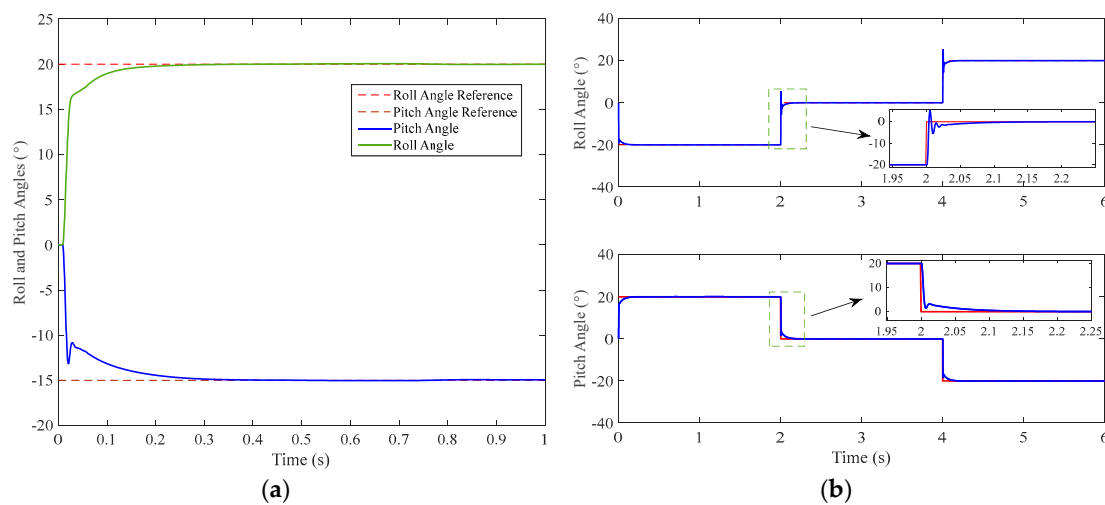 25
20
15
10
5
0
-5
-10
-15
-20
Roll and Pitch Angles (°)
0 0.1 0.2 0.3 0.4 0.5 0.6 0.7 0.8 0.9 1
Time (s)
Roll Angle Reference
Pitch Angle Reference
Pitch Angle
Roll Angle
(a)
40
20
0
-20
-40
Roll Angle (°)
0 1 2 3 4 5 6
0
-10
-20
1.95 2 2.05 2.1 2.15 2.2
40
20
0
-20
-40
Pitch Angle (°)
0 1 2 3 4 5 6
Time (s)
20
10
0
1.95 2 2.05 2.1 2.15 2.2 2.25
(b)